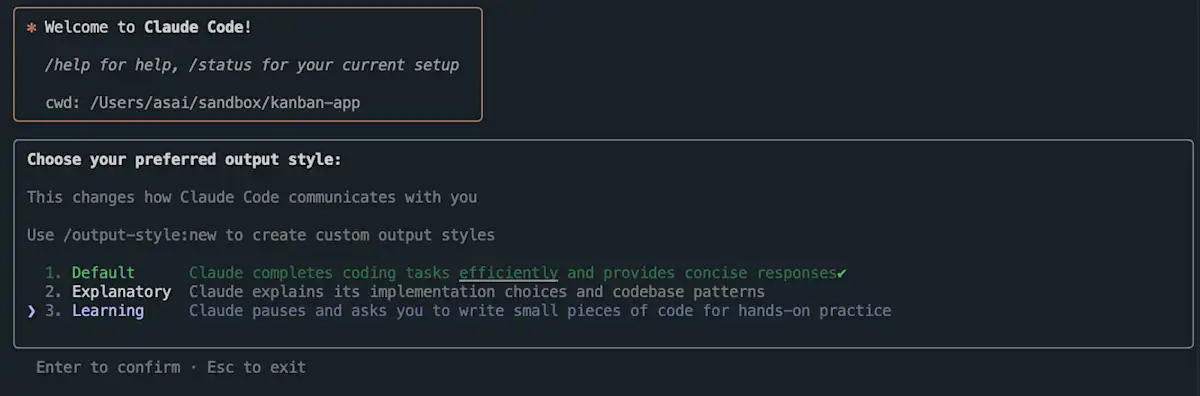 * Welcome to Claude Code!
/help for help, /status for your current setup
cwd: /Users/asai/sandbox/kanban-app
Choose your preferred output style:
This changes how Claude Code communicates with you
Use /output-style:new to create custom output styles
1. Default Claude completes coding tasks efficiently and provides concise responses✔
2. Explanatory Claude explains its implementation choices and codebase patterns
❯ 3. Learning Claude pauses and asks you to write small pieces of code for hands-on practice
Enter to confirm · Esc to exit